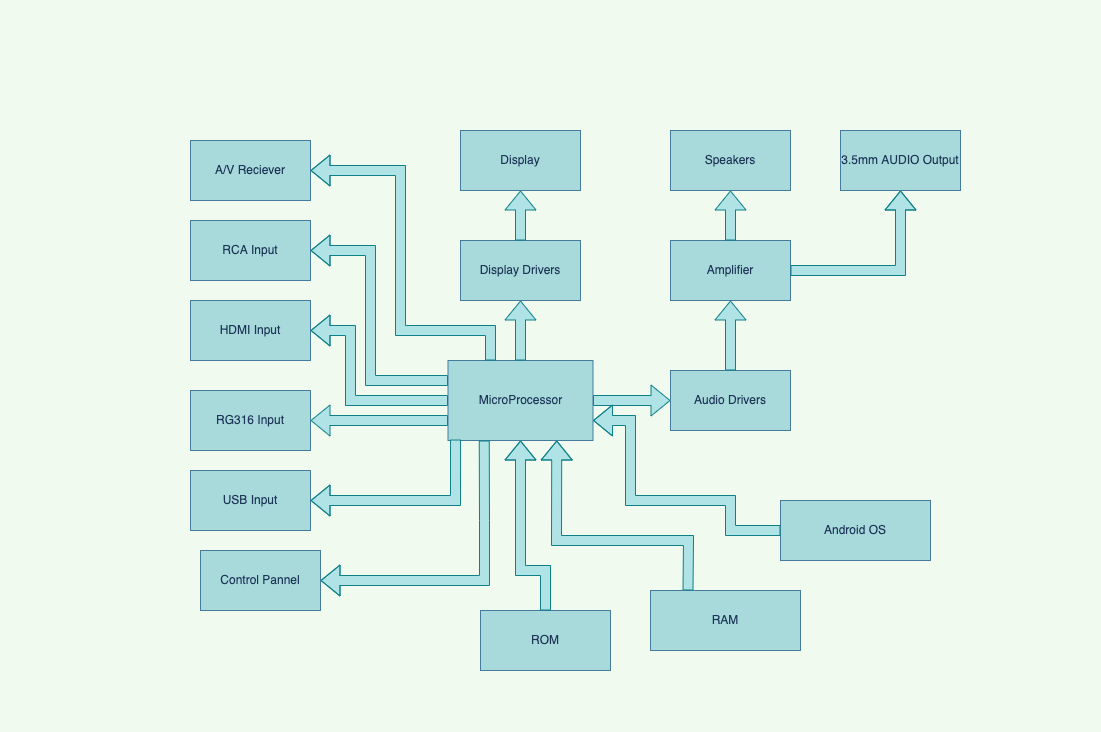 Display
Speakers
3.5mm AUDIO Output
A/V Reciever
RCA Input
Display Drivers
Amplifier
HDMI Input
MicroProcessor
Audio Drivers
RG316 Input
USB Input
Android OS
Control Pannel
RAM
ROM